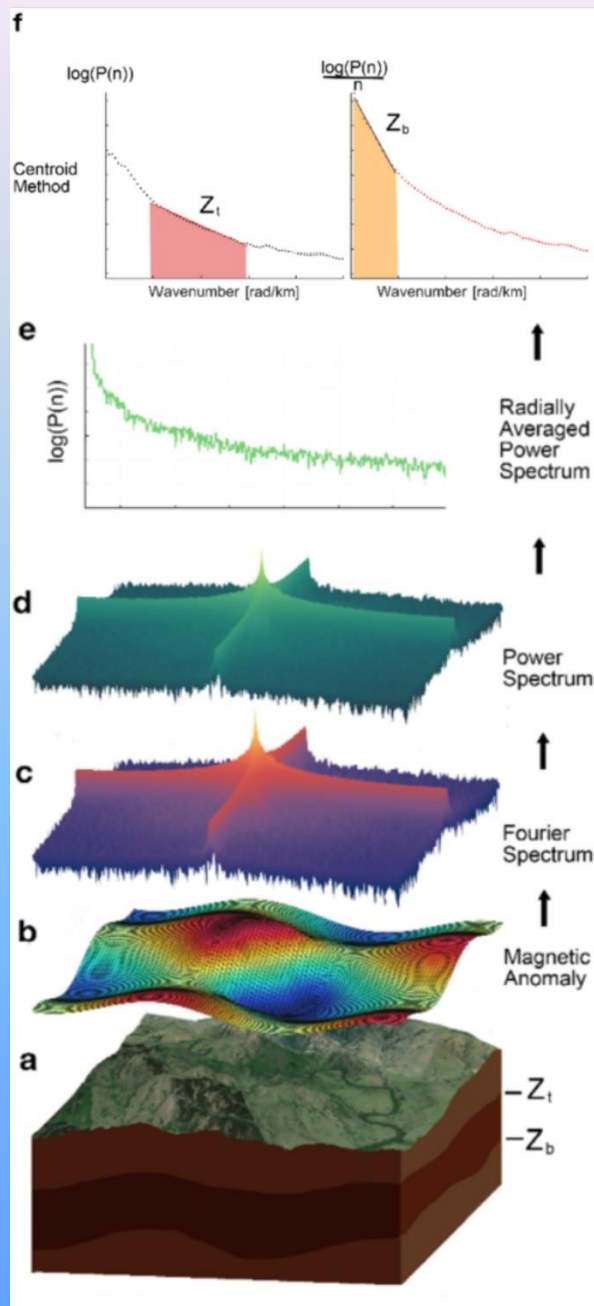 f
log(P(n))
log(P(n))
n
Centroid
Method
Zt
Zb
Wavenumber [rad/km]
Wavenumber [rad/km]
e
log(P(n))
Radially
Averaged
Power
Spectrum
d
Power
Spectrum
c
Fourier
Spectrum
b
Magnetic
Anomaly
a
Zt
Zb